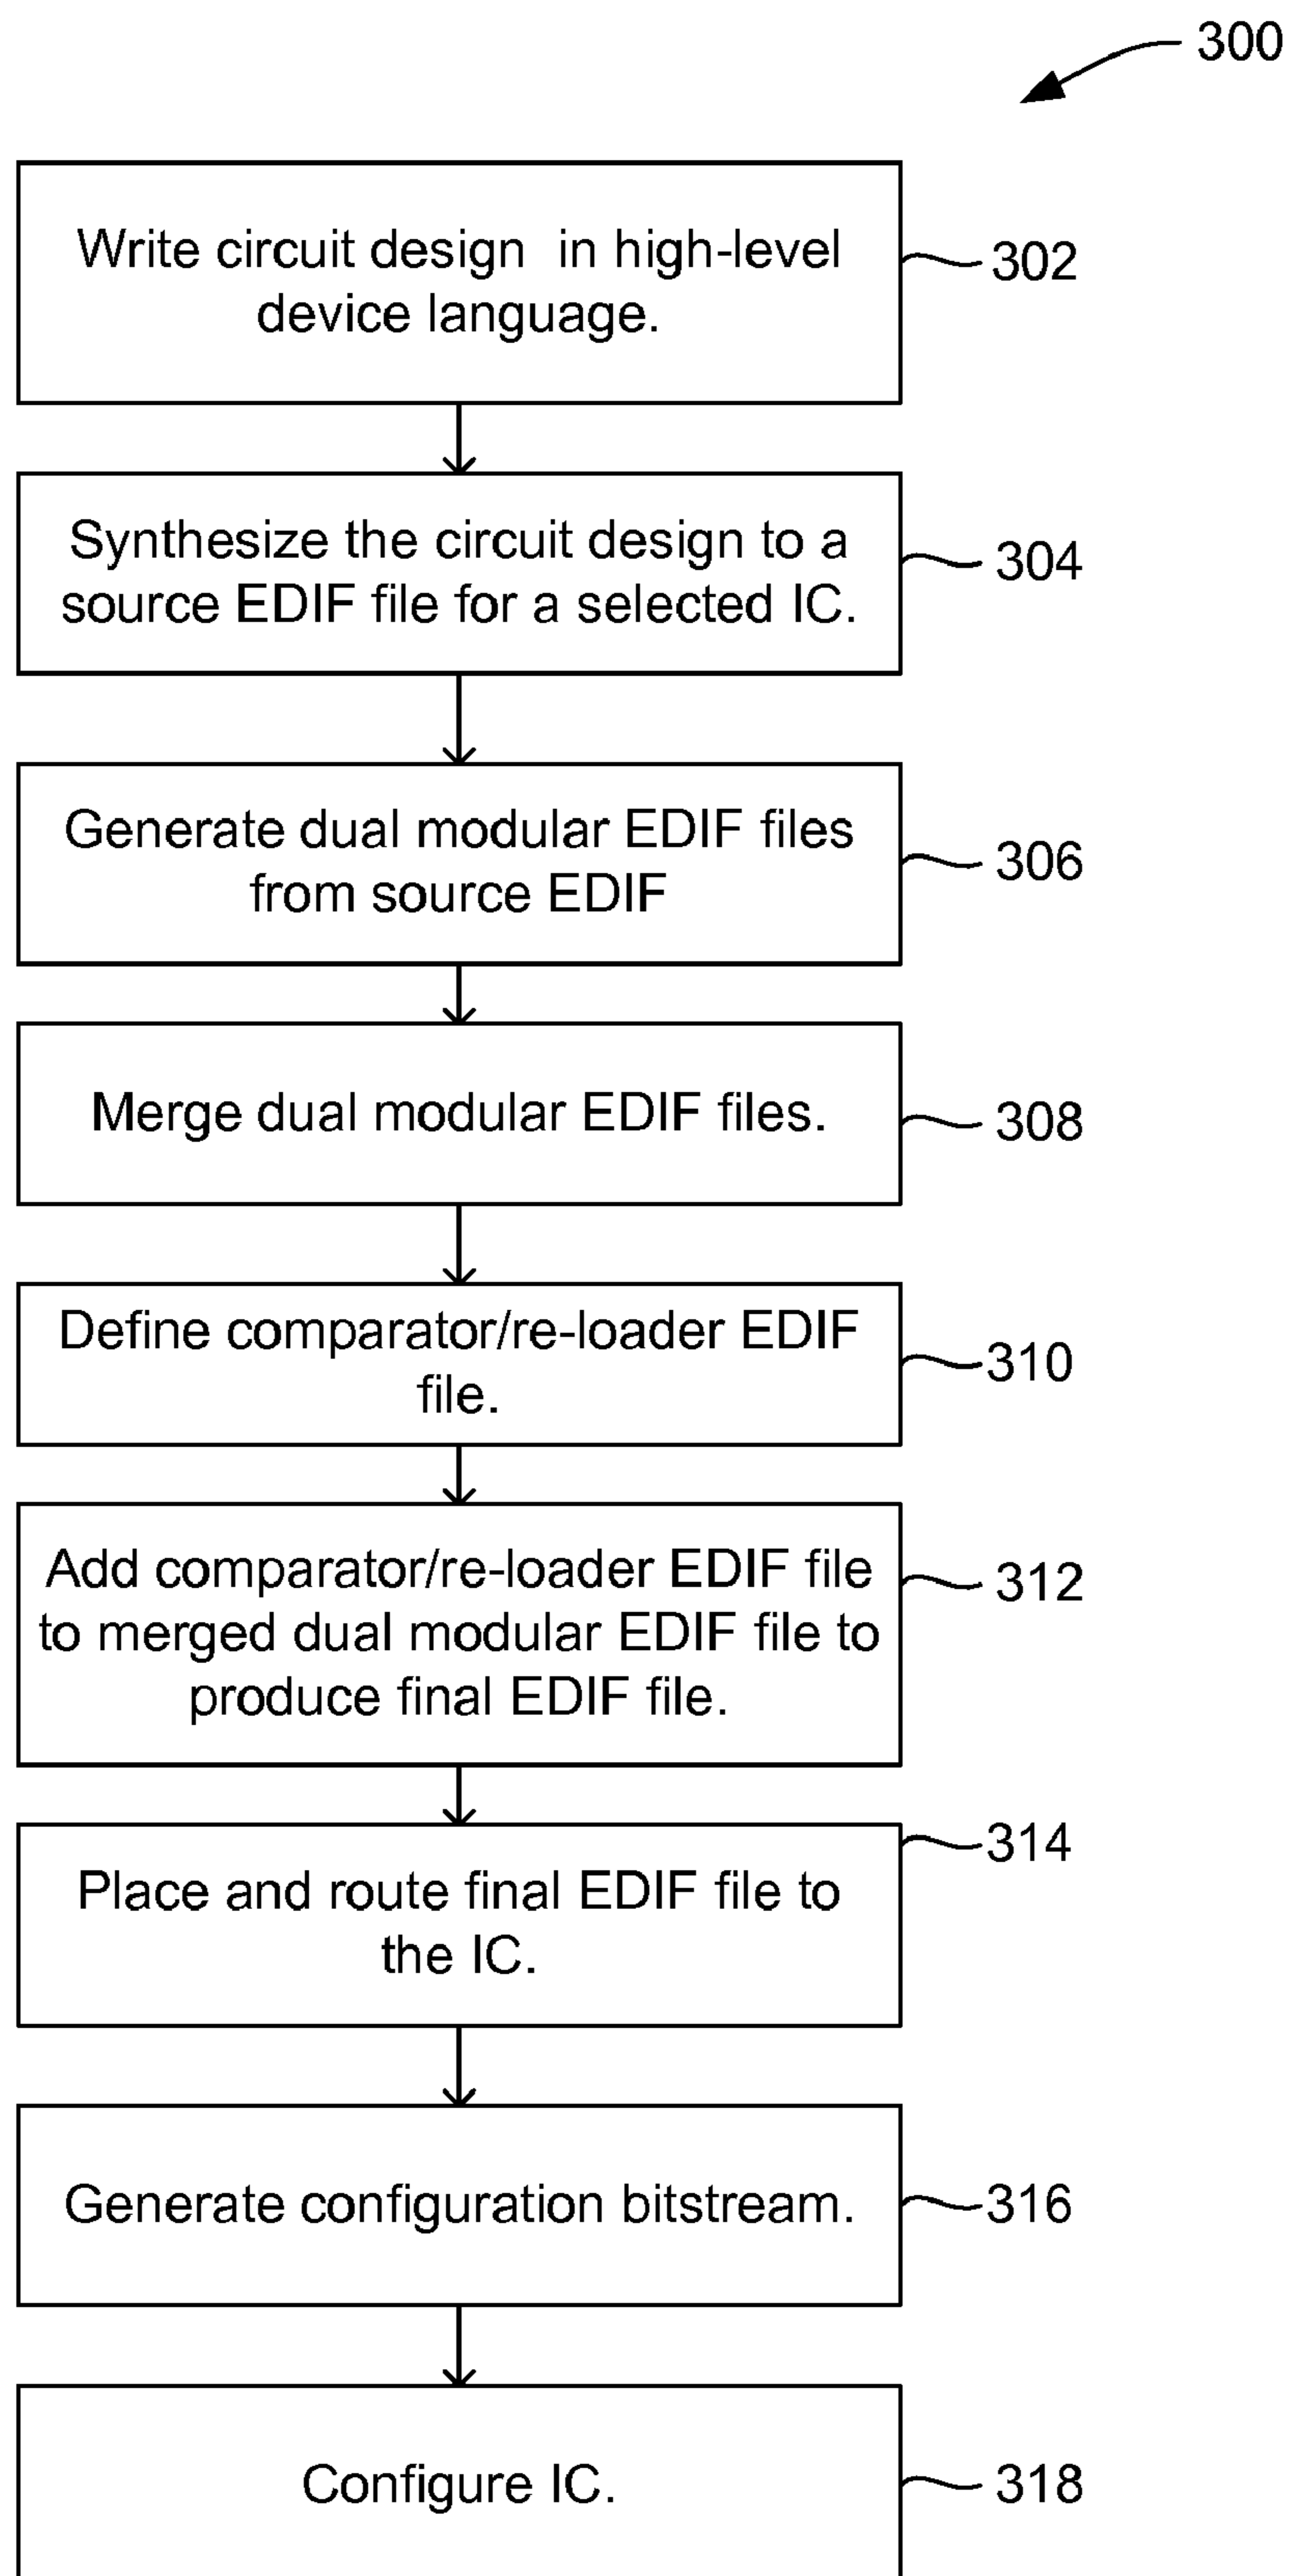 300
Write circuit design in high-level
device language.
302
Synthesize the circuit design to a
source EDIF file for a selected IC.
304
Generate dual modular EDIF files
from source EDIF
306
Merge dual modular EDIF files.
308
Define comparator/re-loader EDIF
file.
310
Add comparator/re-loader EDIF file
to merged dual modular EDIF file to
produce final EDIF file.
312
Place and route final EDIF file to
the IC.
314
Generate configuration bitstream.
316
Configure IC.
318